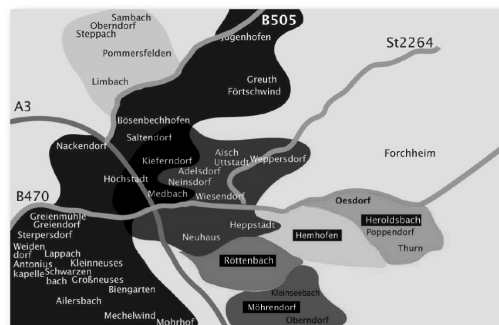 Sambach
Oberndorf
Steppach
Pommersfelden
Limbach
B505
Jugenhofen
St2264
Greuth
Förtschwind
A3
Bösenbechhofen
Saltendorf
Nackendorf
Aisch
Uttstadt
Weppersdorf
Forchheim
Kieferndorf
Adelsdorf
Neinsdorf
Höchstadt
Medbach
Wiesendorf
B470
Oesdorf
Greienmühle
Greiendorf
Sterpersdorf
Heroldsbach
Poppendorf
Heppstadt
Hemhofen
Thurn
Neuhaus
Weiden
dorf
Lappach
Antonius
kapelle
Kleinneuses
Schwarzen
bach
Großneuses
Röttenbach
Biengarten
Kleinseebach
Ailersbach
Möhrendorf
Mechelwind
Mohrhof
Oberndorf